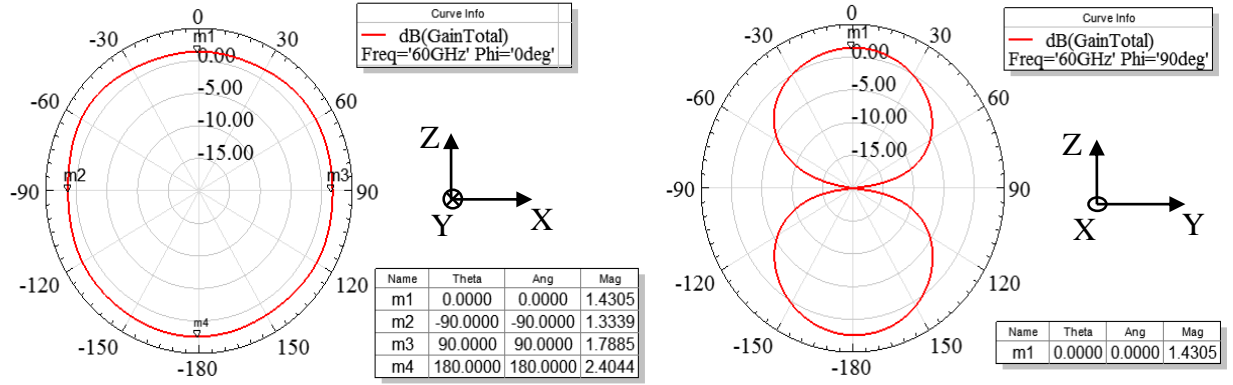 0
30
60
90
120
150
-180
-150
-120
-90
-60
-30
m1
0.00
-5.00
-10.00
-15.00
m2
m3
m4
Curve Info
dB(GainTotal)
Freq='60GHz' Phi='0deg'
Z
Y
X
Name Theta Ang Mag
m1 0.0000 0.0000 1.4305
m2 -90.0000 -90.0000 1.3339
m3 90.0000 90.0000 1.7885
m4 180.0000 180.0000 2.4044
0
30
60
90
120
150
-180
-150
-120
-90
-60
-30
m1
0.00
-5.00
-10.00
-15.00
Curve Info
dB(GainTotal)
Freq='60GHz' Phi='90deg'
Z
X
Y
Name Theta Ang Mag
m1 0.0000 0.0000 1.4305